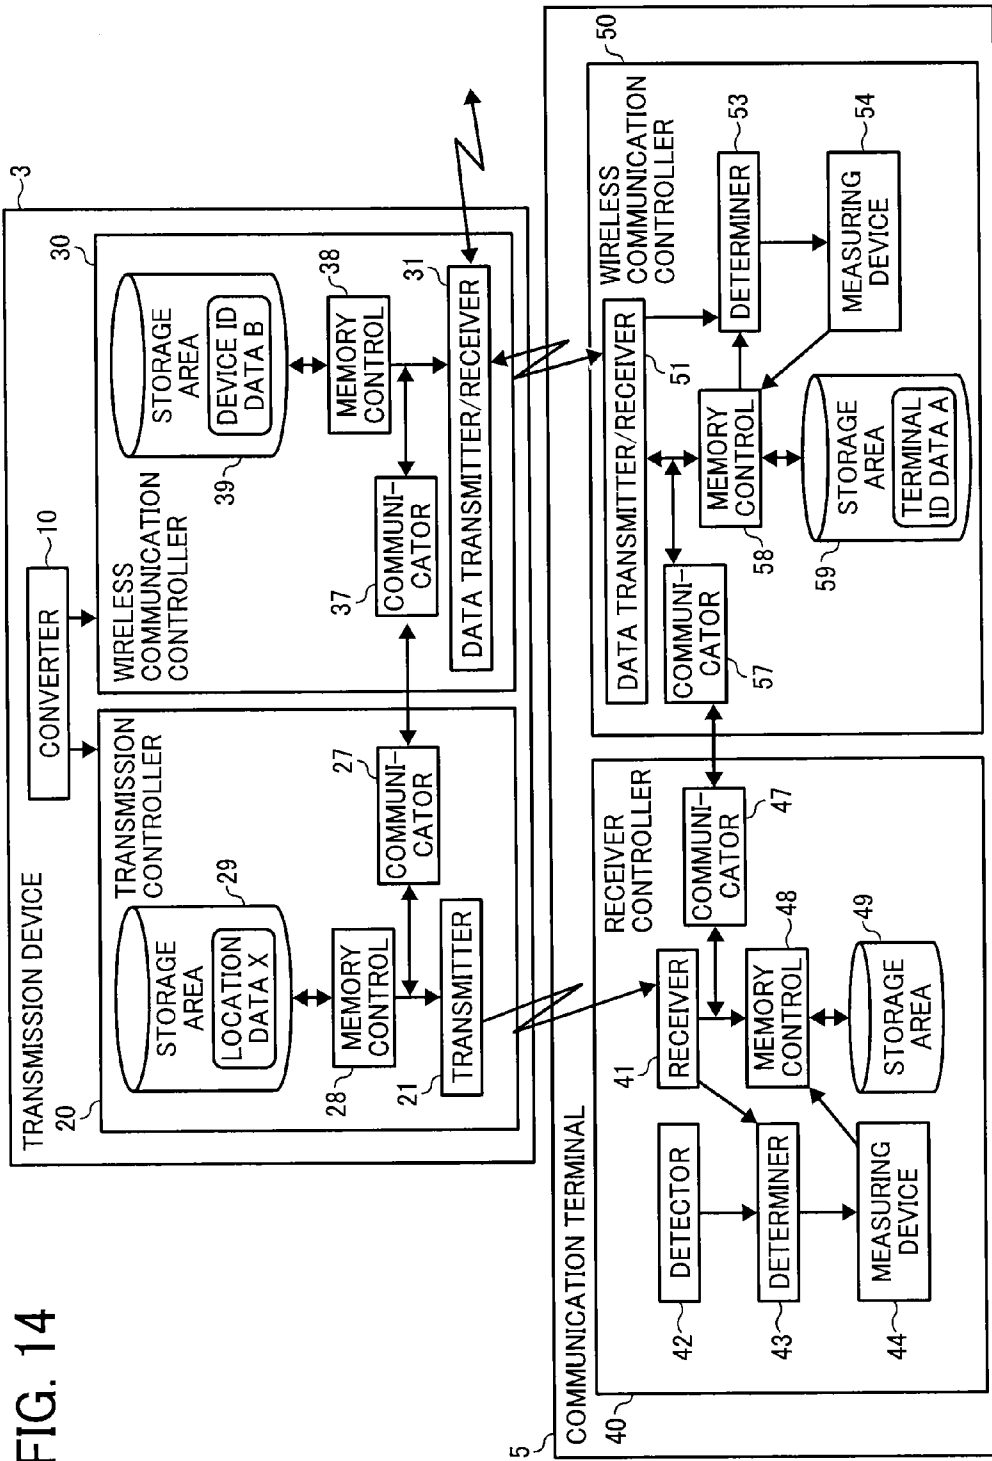 FIG. 14
TRANSMISSION DEVICE
3
CONVERTER
10
20
TRANSMISSION
CONTROLLER
STORAGE
AREA
LOCATION
DATA X
29
MEMORY
CONTROL
28
COMMUNI-
CATOR
27
TRANSMITTER
21
30
WIRELESS
COMMUNICATION
CONTROLLER
STORAGE
AREA
DEVICE ID
DATA B
39
MEMORY
CONTROL
38
COMMUNI-
CATOR
37
DATA TRANSMITTER/RECEIVER
31
5
COMMUNICATION TERMINAL
40
RECEIVER
CONTROLLER
DETECTOR
42
RECEIVER
41
COMMUNI-
CATOR
47
DETERMINER
43
MEMORY
CONTROL
48
MEASURING
DEVICE
44
STORAGE
AREA
49
50
WIRELESS
COMMUNICATION
CONTROLLER
DATA TRANSMITTER/RECEIVER
51
COMMUNI-
CATOR
57
MEMORY
CONTROL
58
DETERMINER
53
STORAGE
AREA
TERMINAL
ID DATA A
59
MEASURING
DEVICE
54